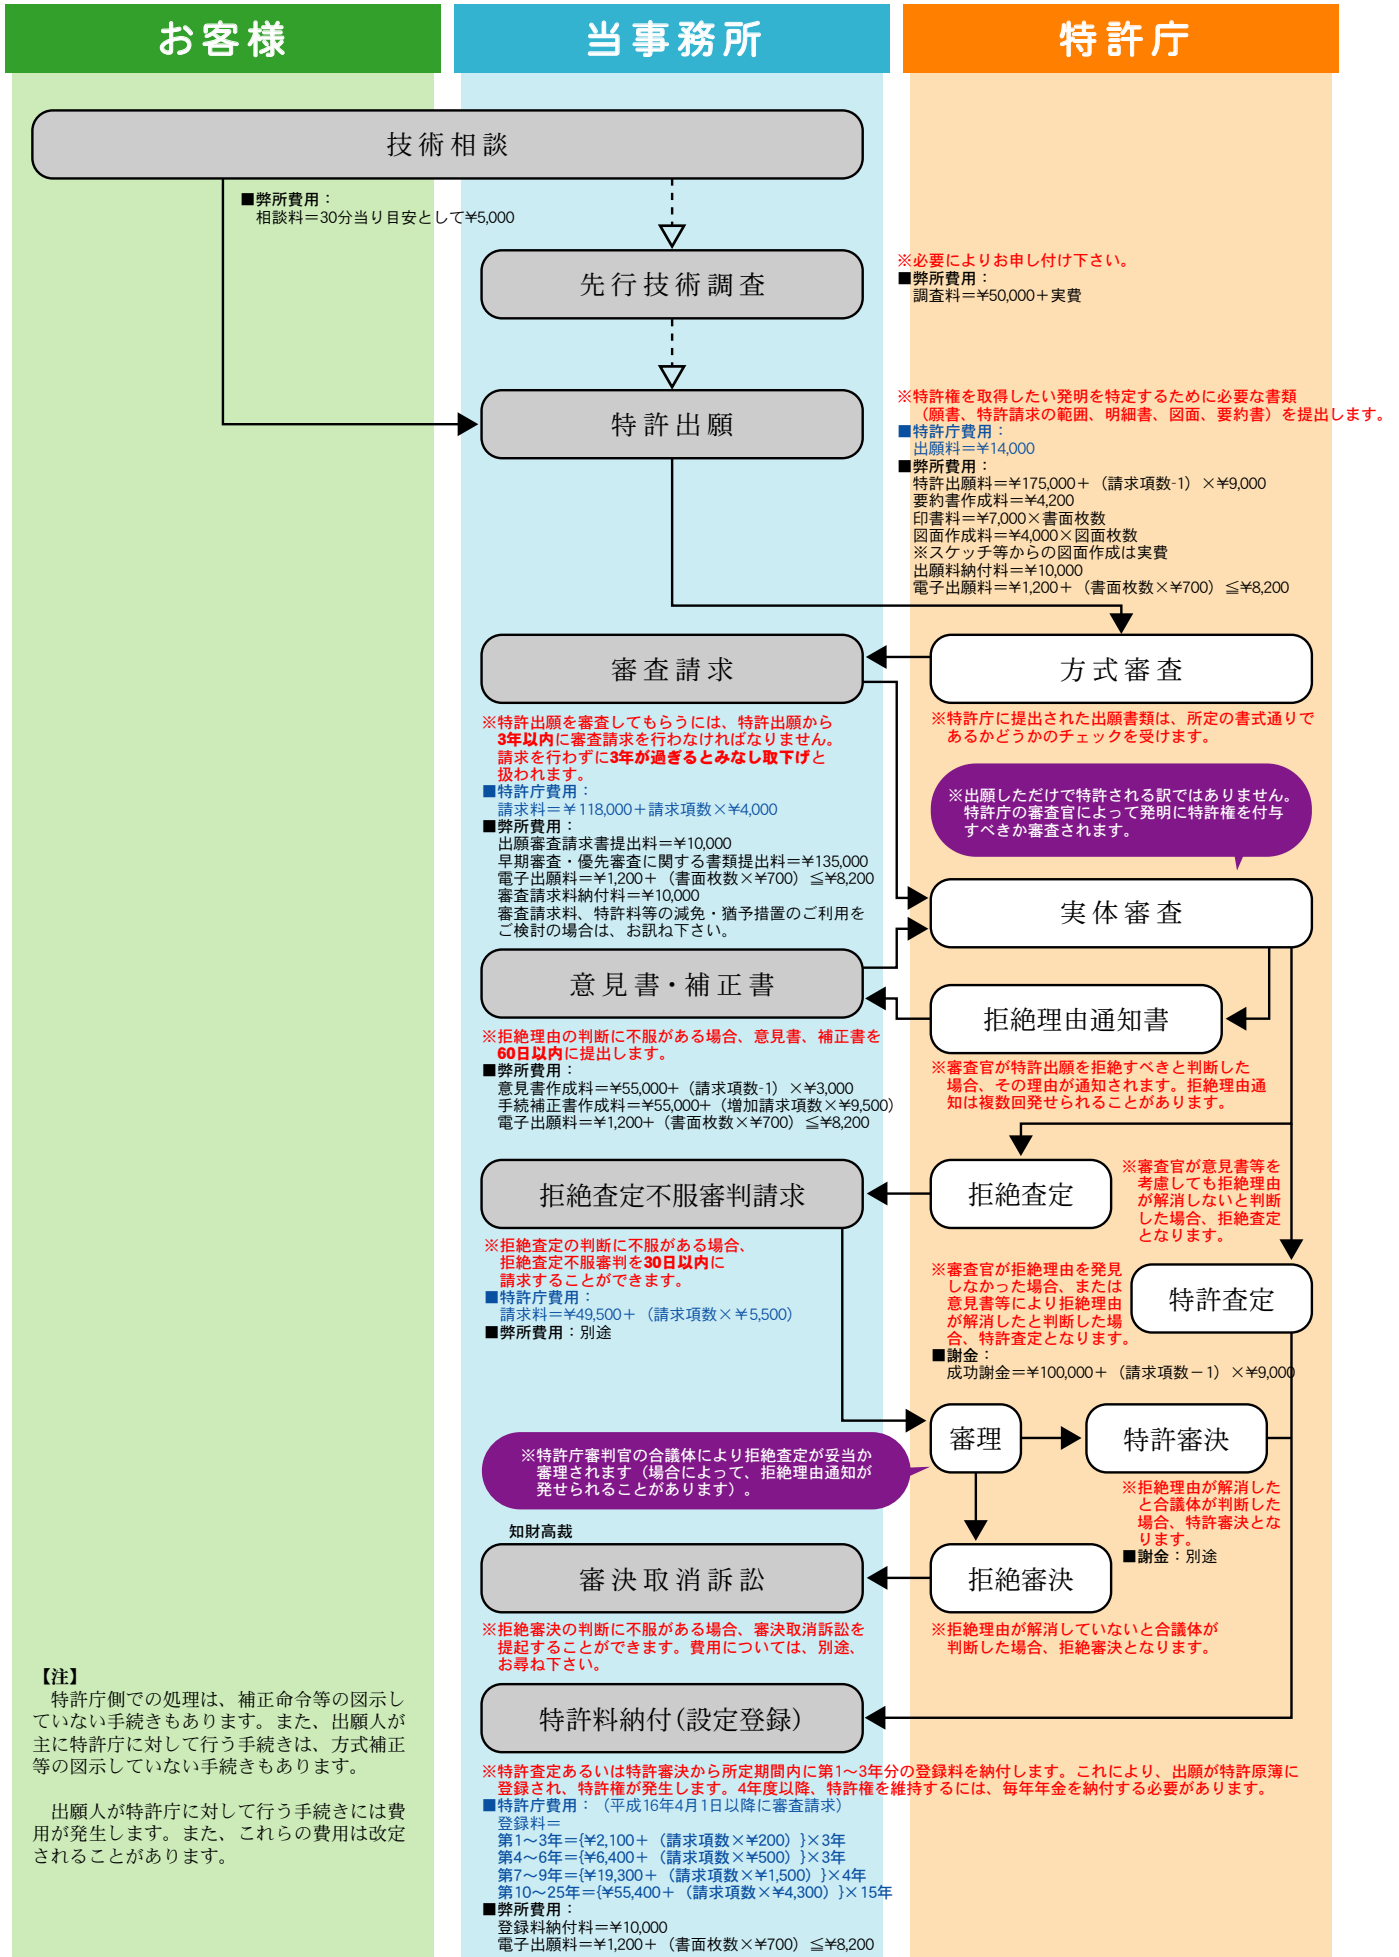 お客様
当事務所
特許庁
技術相談
■弊所費用：
相談料＝30分当り目安として¥5,000
先行技術調査
※必要によりお申し付け下さい。
■弊所費用：
調査料＝¥50,000＋実費
特許出願
※特許権を取得したい発明を特定するために必要な書類
（願書、特許請求の範囲、明細書、図面、要約書）を提出します。
■特許庁費用：
出願料＝¥14,000
■弊所費用：
特許出願料＝¥175,000＋（請求項数-1）×¥9,000
要約書作成料＝¥4,200
印書料＝¥7,000×書面枚数
図面作成料＝¥4,000×図面枚数
※スケッチ等からの図面作成は実費
出願料納付料＝¥10,000
電子出願料＝¥1,200＋（書面枚数×¥700）≦¥8,200
審査請求
方式審査
※特許出願を審査してもらうには、特許出願から
3年以内に審査請求を行わなければなりません。
請求を行わずに3年が過ぎるとみなし取下げと
扱われます。
■特許庁費用：
請求料＝￥118,000＋請求項数×¥4,000
■弊所費用：
出願審査請求書提出料＝¥10,000
早期審査・優先審査に関する書類提出料＝¥135,000
電子出願料＝¥1,200＋（書面枚数×¥700）≦¥8,200
審査請求料納付料＝¥10,000
審査請求料、特許料等の減免・猶予措置のご利用を
ご検討の場合は、お訊ね下さい。
※特許庁に提出された出願書類は、所定の書式通りで
あるかどうかのチェックを受けます。
※出願しただけで特許される訳ではありません。
特許庁の審査官によって発明に特許権を付与
すべきか審査されます。
実体審査
意見書・補正書
拒絶理由通知書
※拒絶理由の判断に不服がある場合、意見書、補正書を
60日以内に提出します。
■弊所費用：
意見書作成料＝¥55,000＋（請求項数-1）×¥3,000
手続補正書作成料＝¥55,000＋（増加請求項数×¥9,500）
電子出願料＝¥1,200＋（書面枚数×¥700）≦¥8,200
※審査官が特許出願を拒絶すべきと判断した
場合、その理由が通知されます。拒絶理由通
知は複数回発せられることがあります。
拒絶査定不服審判請求
拒絶査定
※審査官が意見書等を
考慮しても拒絶理由
が解消しないと判断
した場合、拒絶査定
となります。
※拒絶査定の判断に不服がある場合、
拒絶査定不服審判を30日以内に
請求することができます。
■特許庁費用：
請求料＝¥49,500＋（請求項数×￥5,500）
■弊所費用：別途
※審査官が拒絶理由を発見
しなかった場合、または
意見書等により拒絶理由
が解消したと判断した場
合、特許査定となります。
■謝金：
成功謝金＝¥100,000＋（請求項数－1）×¥9,000
特許査定
審理
特許審決
※特許庁審判官の合議体により拒絶査定が妥当か
審理されます（場合によって、拒絶理由通知が
発せられることがあります）。
※拒絶理由が解消した
と合議体が判断した
場合、特許審決とな
ります。
■謝金：別途
知財高裁
審決取消訴訟
拒絶審決
※拒絶審決の判断に不服がある場合、審決取消訴訟を
提起することができます。費用については、別途、
お尋ね下さい。
※拒絶理由が解消していないと合議体が
判断した場合、拒絶審決となります。
特許料納付(設定登録)
※特許査定あるいは特許審決から所定期間内に第1～3年分の登録料を納付します。これにより、出願が特許原簿に
登録され、特許権が発生します。4年度以降、特許権を維持するには、毎年年金を納付する必要があります。
■特許庁費用：（平成16年4月1日以降に審査請求）
登録料＝
第1～3年＝{¥2,100＋（請求項数×¥200）}×3年
第4～6年＝{¥6,400＋（請求項数×¥500）}×3年
第7～9年＝{¥19,300＋（請求項数×¥1,500）}×4年
第10～25年＝{¥55,400＋（請求項数×¥4,300）}×15年
■弊所費用：
登録料納付料＝¥10,000
電子出願料＝¥1,200＋（書面枚数×¥700）≦¥8,200
【注】
特許庁側での処理は、補正命令等の図示し
ていない手続きもあります。また、出願人が
主に特許庁に対して行う手続きは、方式補正
等の図示していない手続きもあります。
出願人が特許庁に対して行う手続きには費
用が発生します。また、これらの費用は改定
されることがあります。